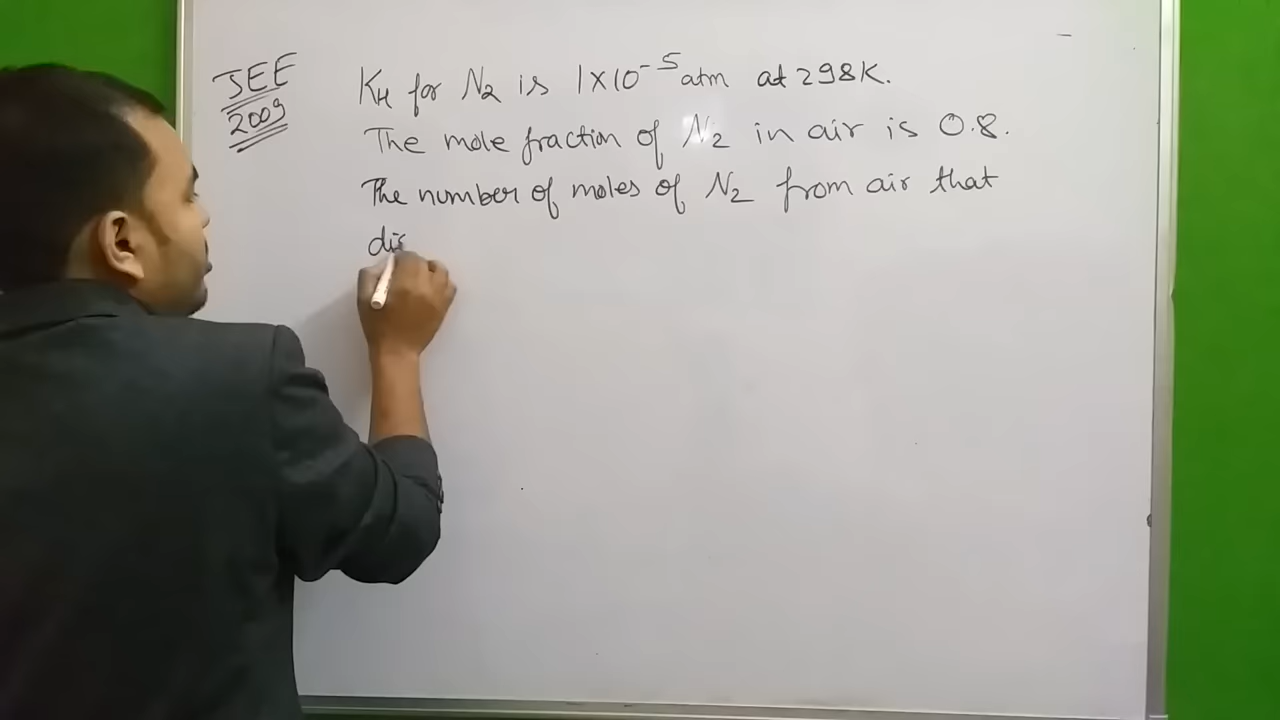 JEE
2009
KH for N2 is 1×10^-5 atm at 298K.
The mole fraction of N2 in air is 0.8.
The number of moles of N2 from air that
dis